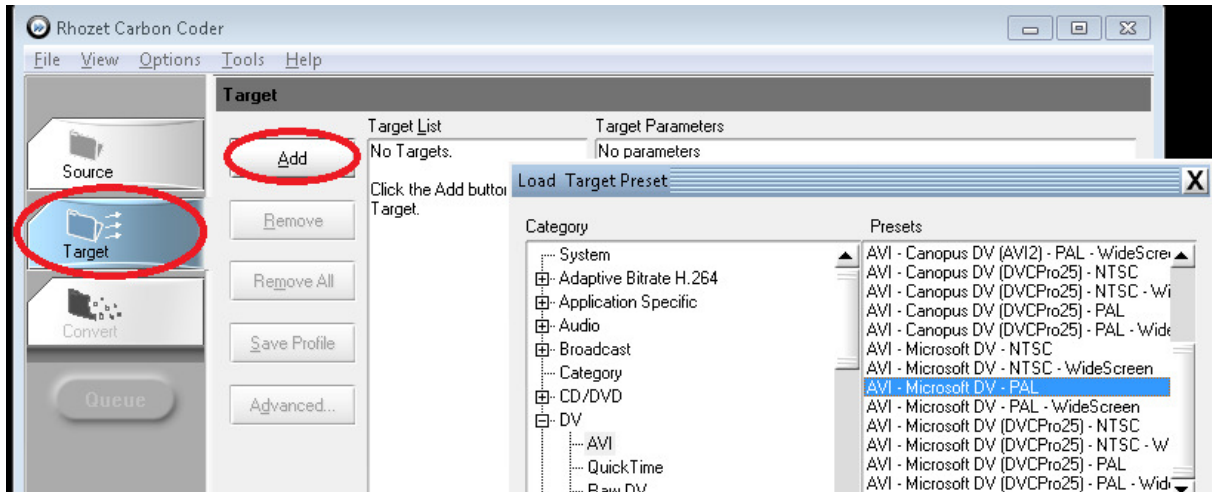 Rhozet Carbon Coder
File View Options Tools Help
Target
Source
Target
Convert
Queue
Add
Remove
Remove All
Save Profile
Advanced...
Target List
No Targets.
Click the Add button
Target.
Target Parameters
No parameters
Load Target Preset
X
Category
System
Adaptive Bitrate H.264
Application Specific
Audio
Broadcast
Category
CD/DVD
DV
AVI
QuickTime
Raw DV
Presets
AVI - Canopus DV (AVI2) - PAL - WideScree
AVI - Canopus DV (DVCPro25) - NTSC
AVI - Canopus DV (DVCPro25) - NTSC - Wi
AVI - Canopus DV (DVCPro25) - PAL
AVI - Canopus DV (DVCPro25) - PAL - Wide
AVI - Microsoft DV - NTSC
AVI - Microsoft DV - NTSC - WideScreen
AVI - Microsoft DV - PAL
AVI - Microsoft DV - PAL - WideScreen
AVI - Microsoft DV (DVCPro25) - NTSC
AVI - Microsoft DV (DVCPro25) - NTSC - W
AVI - Microsoft DV (DVCPro25) - PAL
AVI - Microsoft DV (DVCPro25) - PAL - Wid